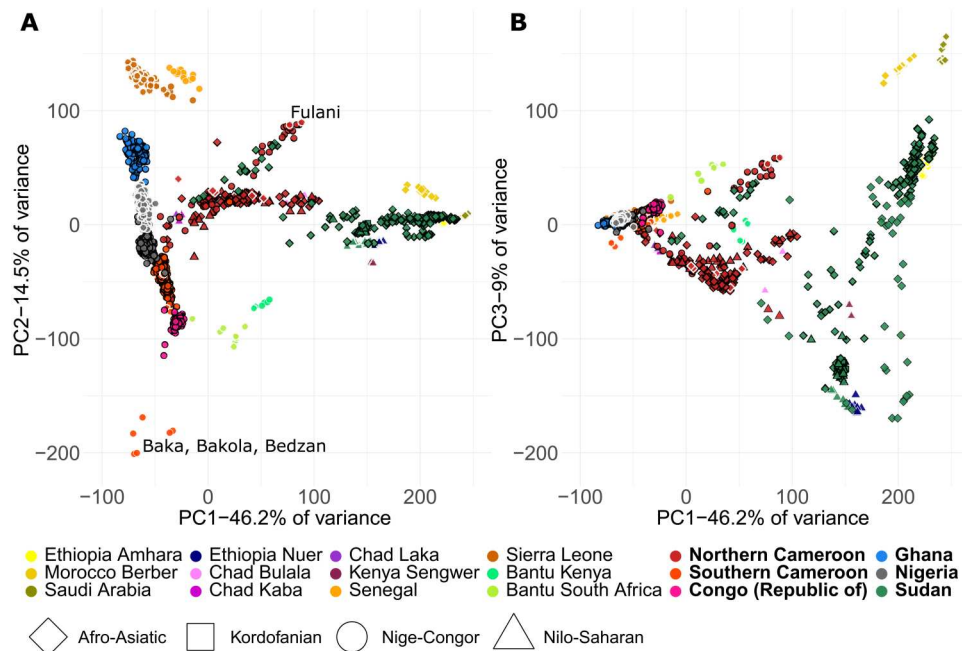 A
B
Fulani
100
0
−100
−200
PC2−14.5% of variance
Baka, Bakola, Bedzan
−100 0 100 200
PC1−46.2% of variance
100
0
−100
−200
PC3−9% of variance
−100 0 100 200
PC1−46.2% of variance
Ethiopia Amhara Ethiopia Nuer Chad Laka Sierra Leone Northern Cameroon Ghana
Morocco Berber Chad Bulala Kenya Sengwer Bantu Kenya Southern Cameroon Nigeria
Saudi Arabia Chad Kaba Senegal Bantu South Africa Congo (Republic of) Sudan
Afro-Asiatic Kordofanian Nige-Congor Nilo-Saharan